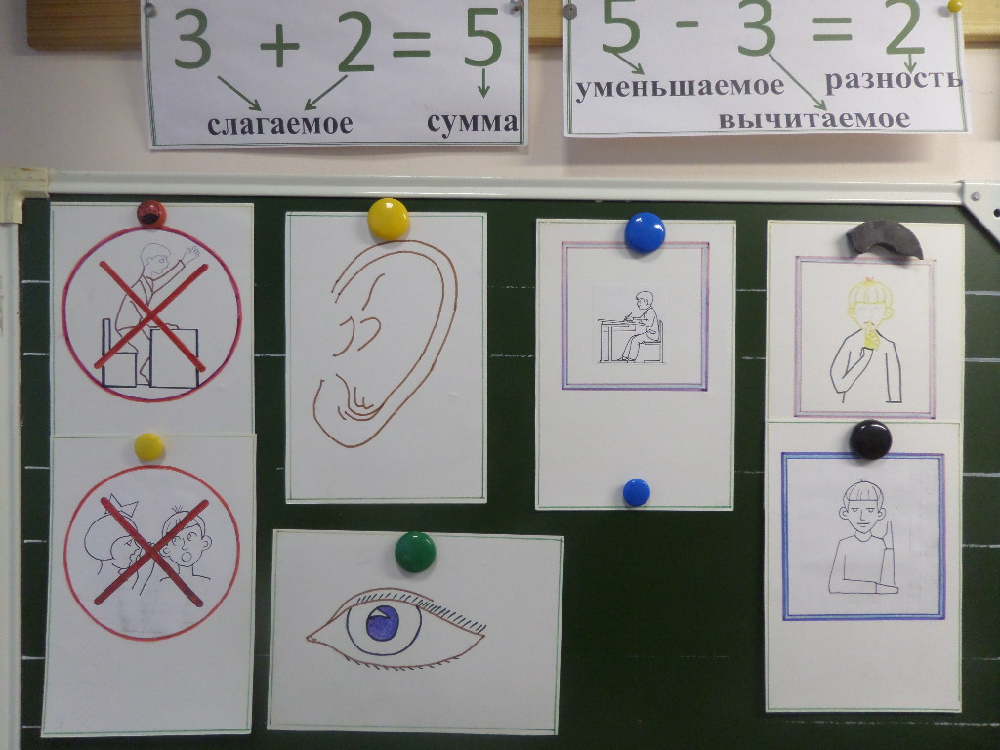 3 + 2 = 5
слагаемое сумма
5 - 3 = 2
уменьшаемое разность
вычитаемое